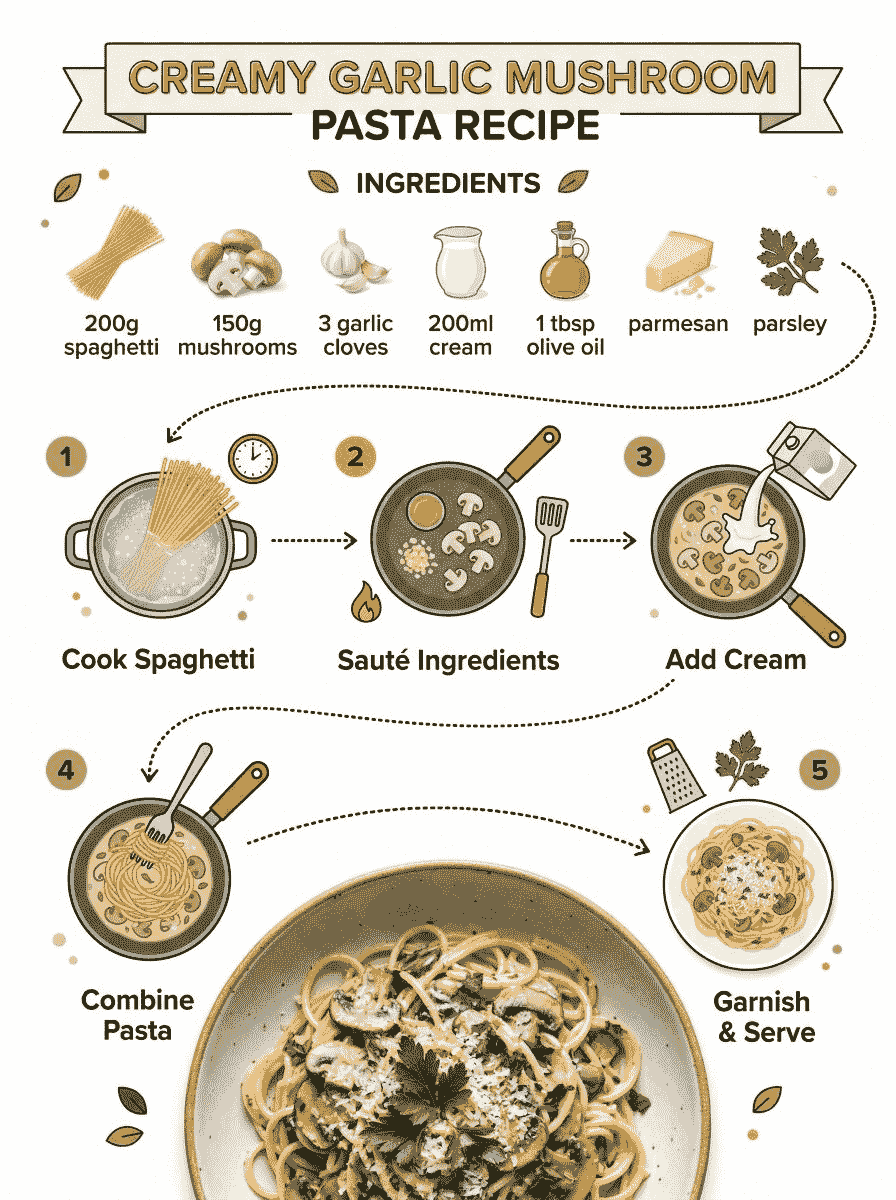 CREAMY GARLIC MUSHROOM
PASTA RECIPE
INGREDIENTS
200g
spaghetti
150g
mushrooms
3 garlic
cloves
200ml
cream
1 tbsp
olive oil
parmesan
parsley
1
Cook Spaghetti
2
Sauté Ingredients
3
Add Cream
4
Combine
Pasta
5
Garnish
& Serve